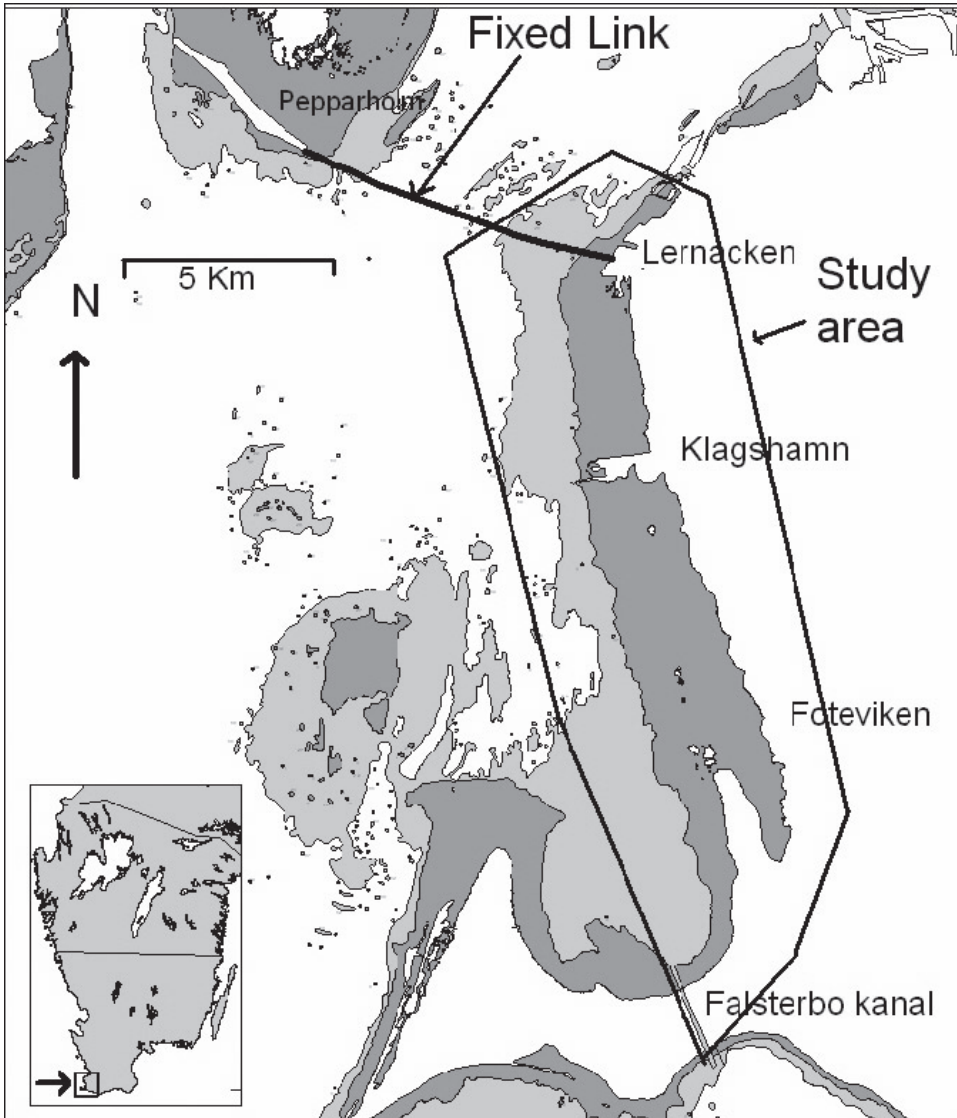 Fixed Link
Pepparholm
Lernacken
5 Km
N
Study
area
Klagshamn
Foteviken
Falsterbo kanal